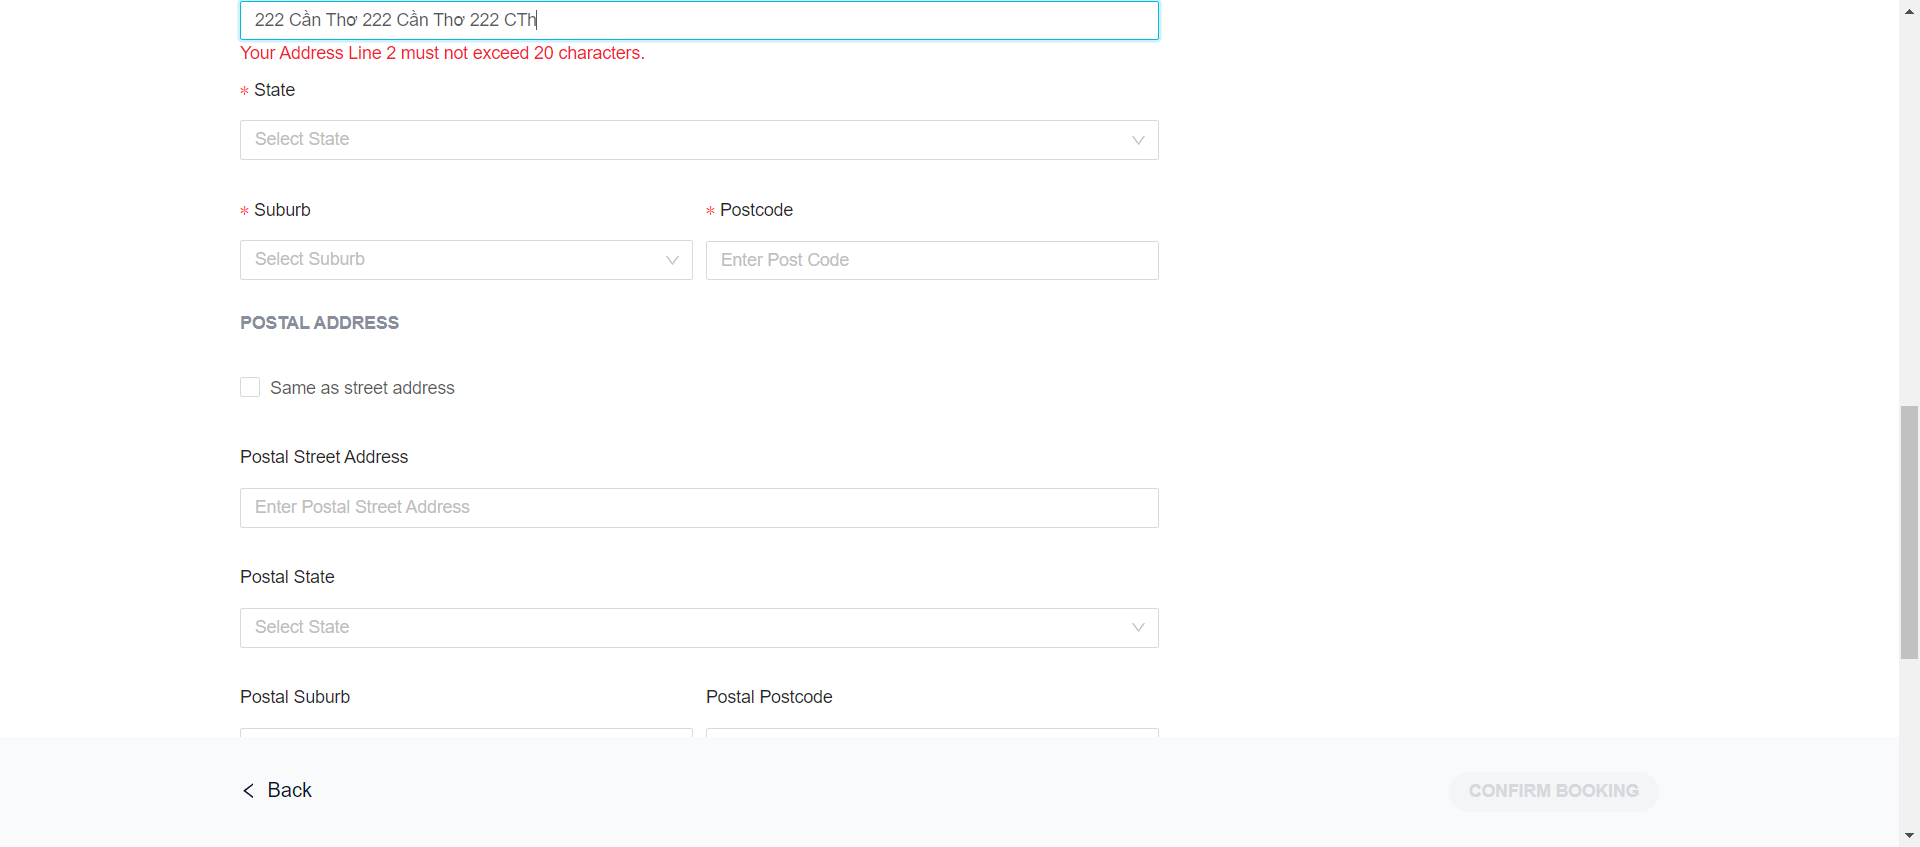 222 Cần Thơ 222 Cần Thơ 222 CTh
Your Address Line 2 must not exceed 20 characters.
* State
Select State
* Suburb
* Postcode
Select Suburb
Enter Post Code
POSTAL ADDRESS
Same as street address
Postal Street Address
Enter Postal Street Address
Postal State
Select State
Postal Suburb
Postal Postcode
Back
CONFIRM BOOKING